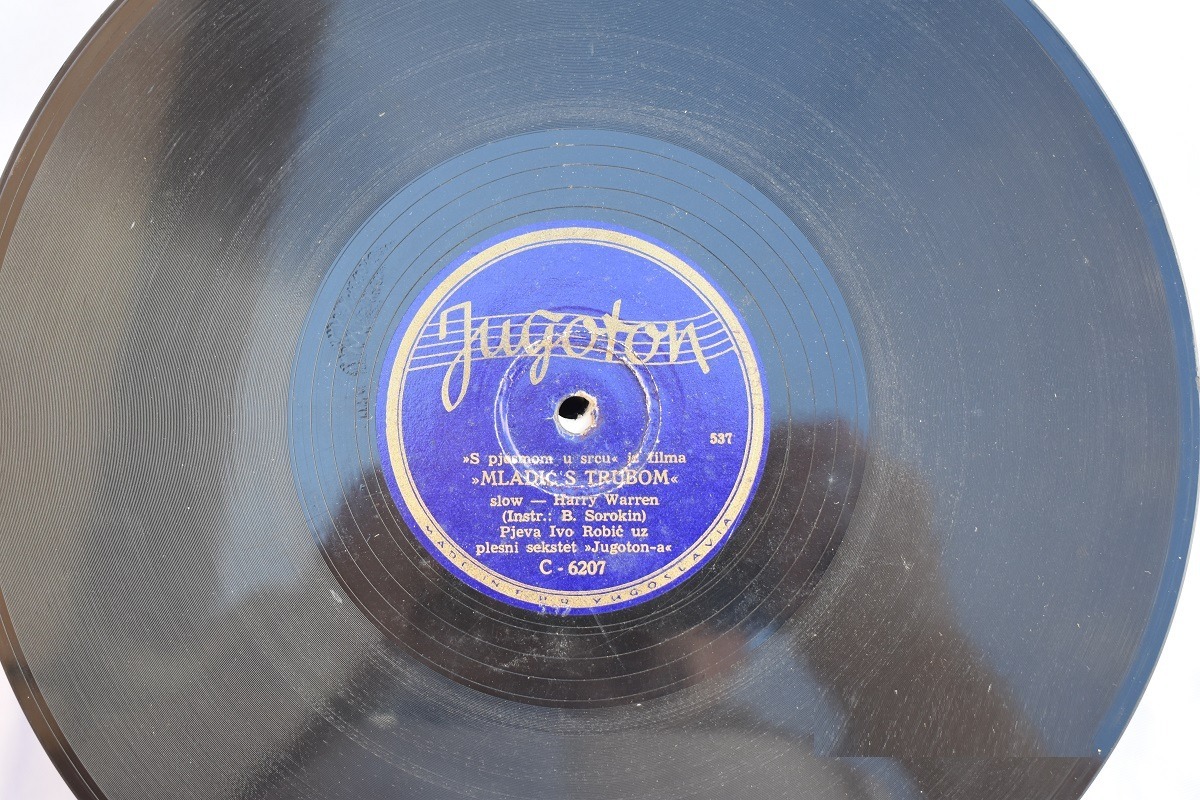 Jugoton
537
»S pjesmom u srcu« iz filma
»MLADIĆ S TRUBOM«
slow — Harry Warren
(Instr.: B. Sorokin)
Pjeva Ivo Robić uz
plesni sekstet »Jugoton-a«
C - 6207
MADE IN F.N.R. YUGOSLAVIA